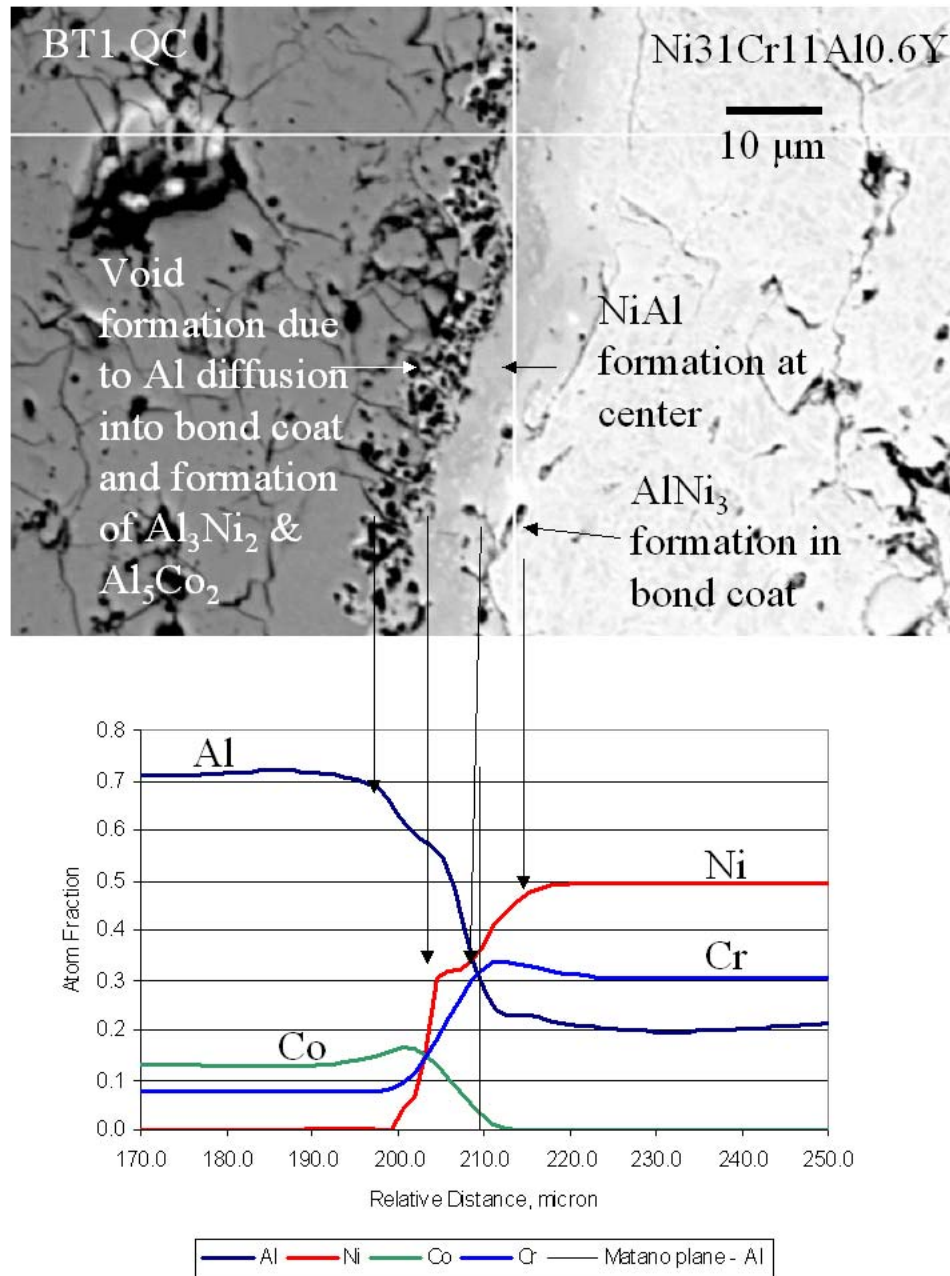 BT1 QC
Ni31Cr11Al0.6Y
10 μm
Void
formation due
to Al diffusion
into bond coat
and formation
of Al₃Ni₂ &
Al₅Co₂
NiAl
formation at
center
AlNi₃
formation in
bond coat
0.8
0.7
0.6
0.5
0.4
0.3
0.2
0.1
0.0
Atom Fraction
Al
Ni
Cr
Co
170.0 180.0 190.0 200.0 210.0 220.0 230.0 240.0 250.0
Relative Distance, micron
Al Ni Co Cr Matano plane - Al